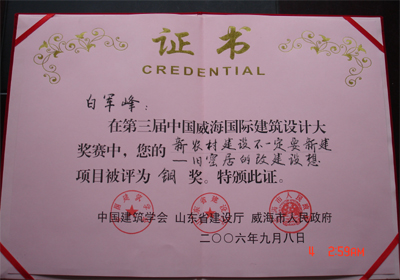 证书
CREDENTIAL
白军峰：
在第三届中国威海国际建筑设计大
奖赛中，您的 新农村建设不一定要新建
—旧窑居的改建设想
项目被评为 铜 奖。特颁此证。
中国建筑学会 山东省建设厅 威海市人民政府
二〇〇六年九月八日